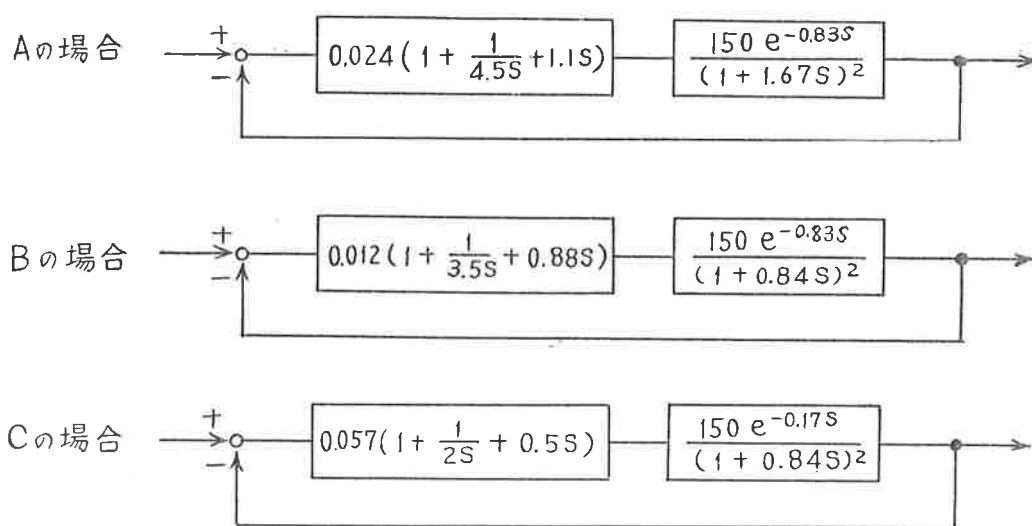 Aの場合
+
−
0.024 ( 1 + 1/4.5S + 1.1S )
150 e^-0.83S / (1 + 1.67S)^2
Bの場合
+
−
0.012 ( 1 + 1/3.5S + 0.88S )
150 e^-0.83S / (1 + 0.84S)^2
Cの場合
+
−
0.057 ( 1 + 1/2S + 0.5S )
150 e^-0.17S / (1 + 0.84S)^2